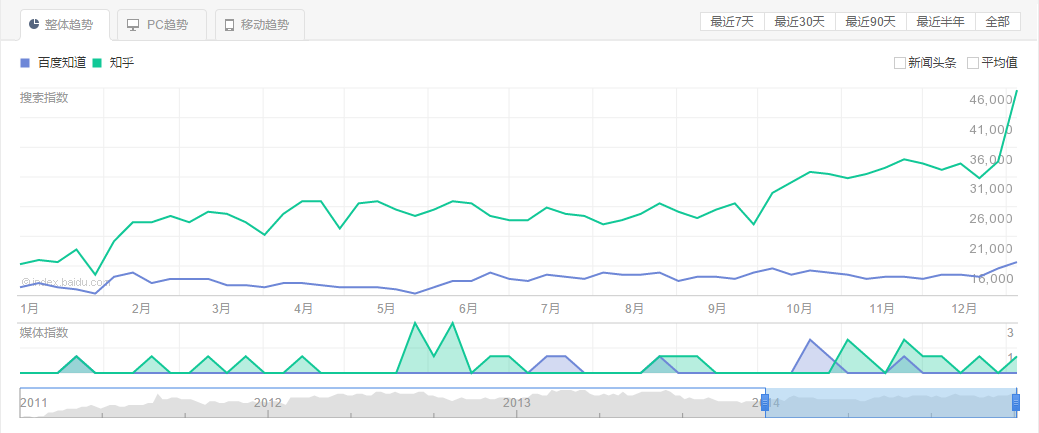 整体趋势 PC趋势 移动趋势 最近7天 最近30天 最近90天 最近半年 全部
百度知道 知乎 新闻头条 平均值
搜索指数
46,000
41,000
36,000
31,000
26,000
21,000
16,000
© index.baidu.com
1月 2月 3月 4月 5月 6月 7月 8月 9月 10月 11月 12月
媒体指数
3
1
2011 2012 2013 2014